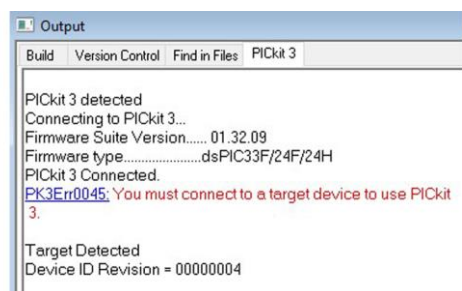 Output
Build Version Control Find in Files PICkit 3
PICkit 3 detected
Connecting to PICkit 3...
Firmware Suite Version...... 01.32.09
Firmware type......................dsPIC33F/24F/24H
PICkit 3 Connected.
PK3Err0045: You must connect to a target device to use PICkit
3.
Target Detected
Device ID Revision = 00000004